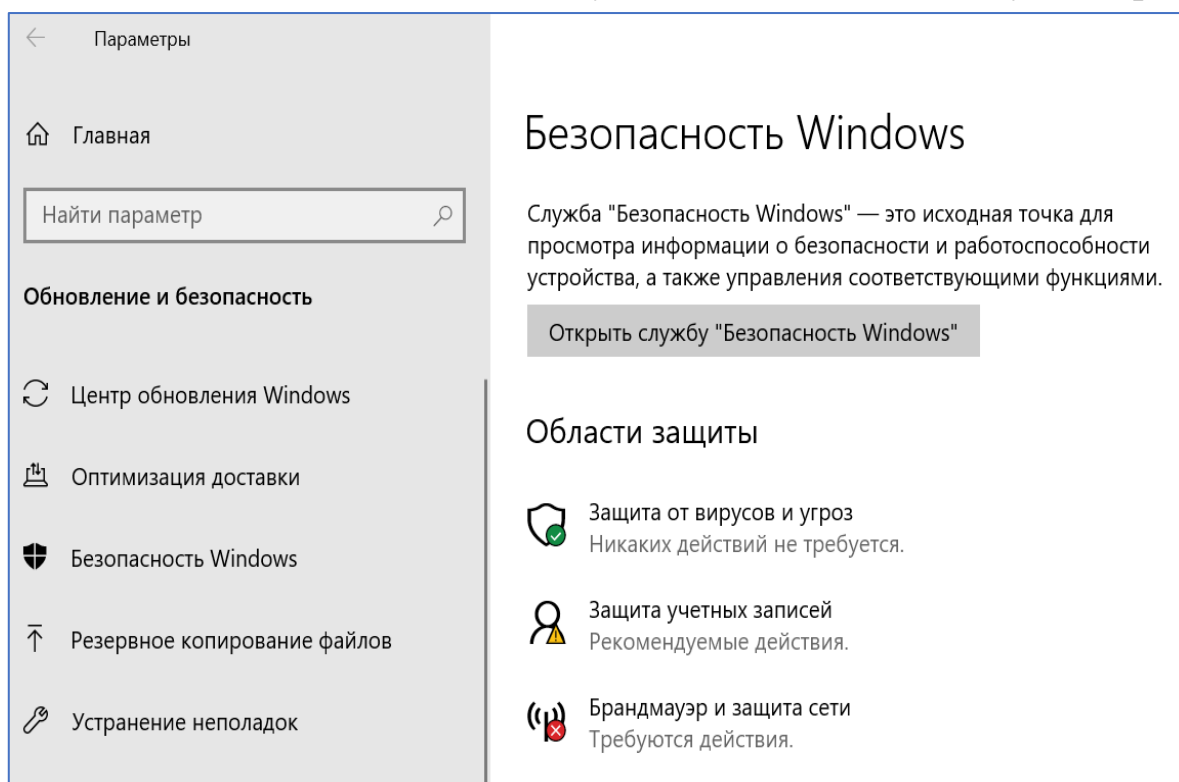 Параметры
Главная
Найти параметр
Обновление и безопасность
Центр обновления Windows
Оптимизация доставки
Безопасность Windows
Резервное копирование файлов
Устранение неполадок
Безопасность Windows
Служба "Безопасность Windows" — это исходная точка для
просмотра информации о безопасности и работоспособности
устройства, а также управления соответствующими функциями.
Открыть службу "Безопасность Windows"
Области защиты
Защита от вирусов и угроз
Никаких действий не требуется.
Защита учетных записей
Рекомендуемые действия.
Брандмауэр и защита сети
Требуются действия.